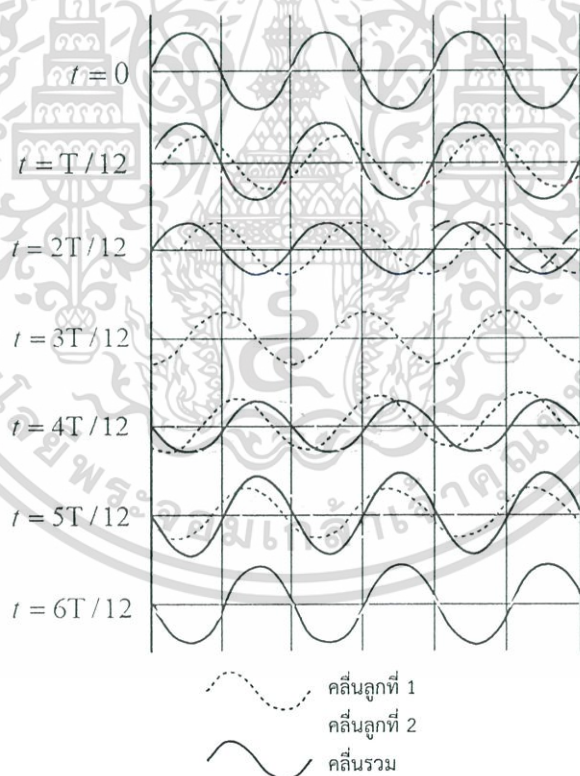 t = 0
t = T / 12
t = 2T / 12
t = 3T / 12
t = 4T / 12
t = 5T / 12
t = 6T / 12
คลื่นลูกที่ 1
คลื่นลูกที่ 2
คลื่นรวม